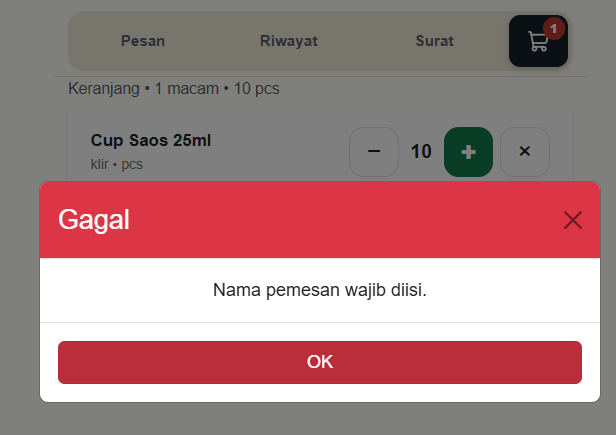 Pesan Riwayat Surat 1
Keranjang • 1 macam • 10 pcs
Cup Saos 25ml
klir • pcs
− 10 + ×
Gagal
Nama pemesan wajib diisi.
OK